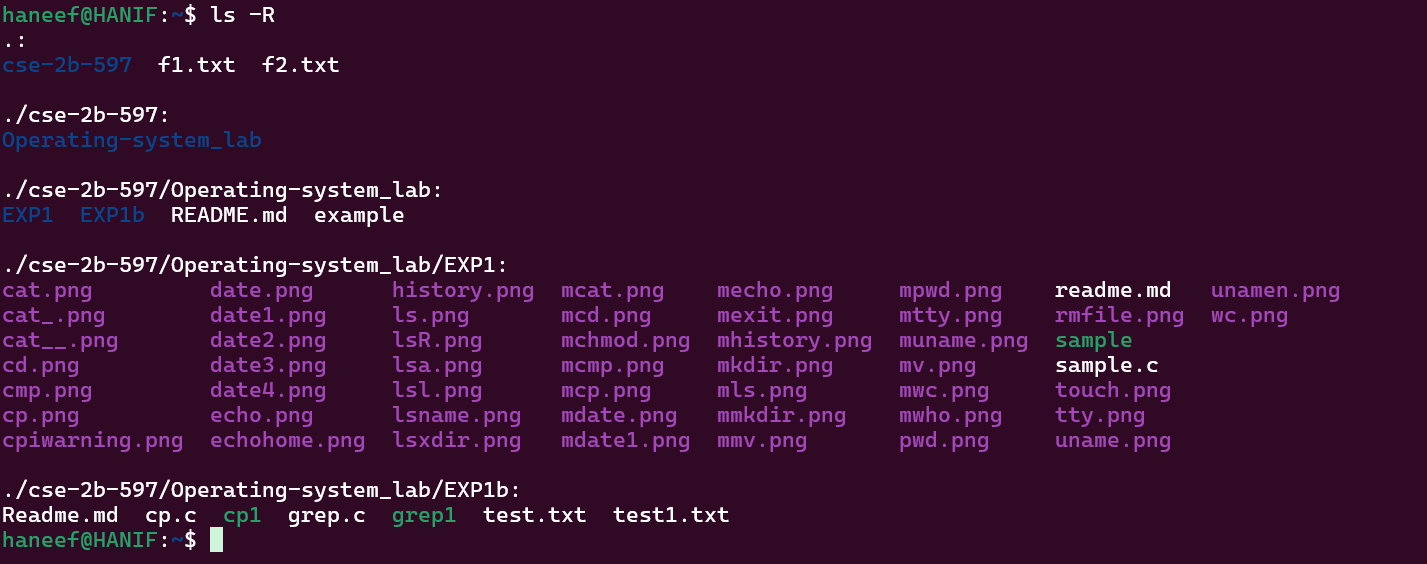 haneef@HANIF:~$ ls -R
.:
cse-2b-597  f1.txt  f2.txt

./cse-2b-597:
Operating-system_lab

./cse-2b-597/Operating-system_lab:
EXP1  EXP1b  README.md  example

./cse-2b-597/Operating-system_lab/EXP1:
cat.png         date.png      history.png  mcat.png    mecho.png     mpwd.png    readme.md   unamen.png
cat_.png        date1.png     ls.png       mcd.png     mexit.png     mtty.png    rmfile.png  wc.png
cat__.png       date2.png     lsR.png      mchmod.png  mhistory.png  muname.png  sample
cd.png          date3.png     lsa.png      mcmp.png    mkdir.png     mv.png      sample.c
cmp.png         date4.png     lsl.png      mcp.png     mls.png       mwc.png     touch.png
cp.png          echo.png      lsname.png   mdate.png   mmkdir.png    mwho.png    tty.png
cpiwarning.png  echohome.png  lsxdir.png   mdate1.png  mmv.png       pwd.png     uname.png

./cse-2b-597/Operating-system_lab/EXP1b:
Readme.md  cp.c  cp1  grep.c  grep1  test.txt  test1.txt
haneef@HANIF:~$